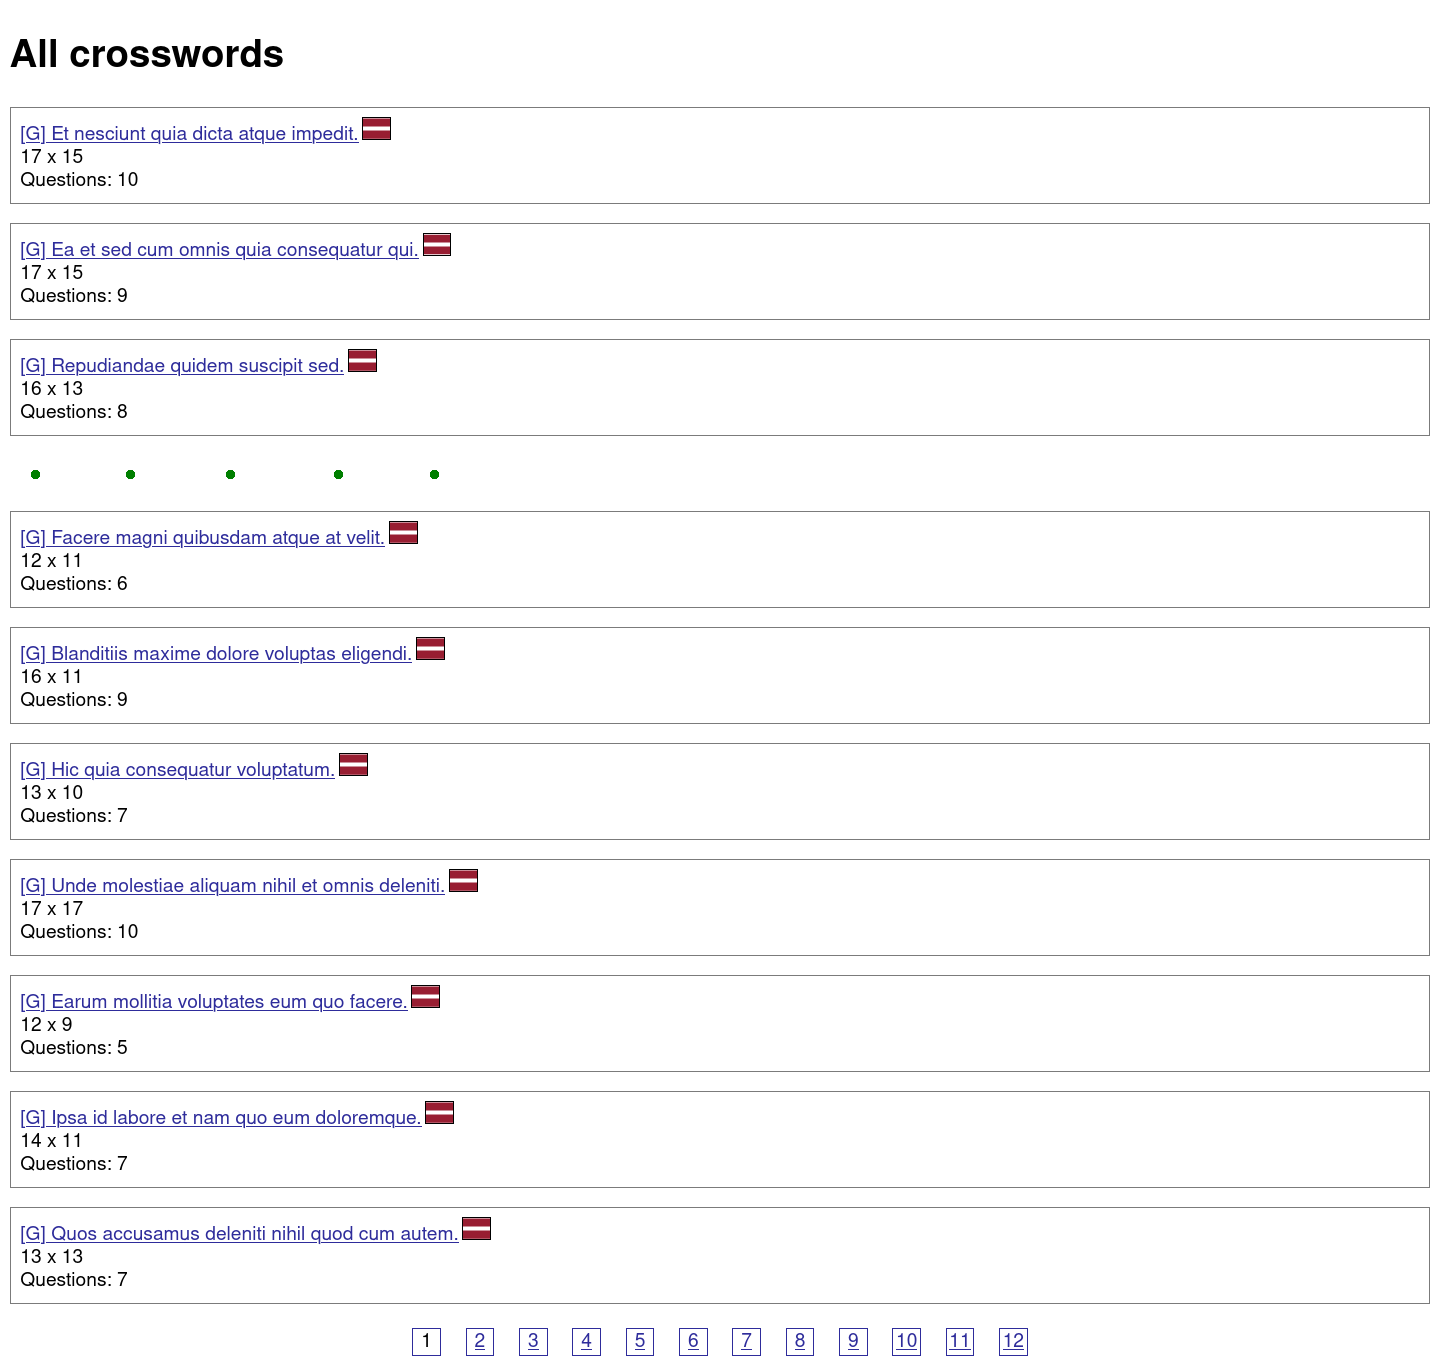 All crosswords
[G] Et nesciunt quia dicta atque impedit.
17 x 15
Questions: 10
[G] Ea et sed cum omnis quia consequatur qui.
17 x 15
Questions: 9
[G] Repudiandae quidem suscipit sed.
16 x 13
Questions: 8
[G] Facere magni quibusdam atque at velit.
12 x 11
Questions: 6
[G] Blanditiis maxime dolore voluptas eligendi.
16 x 11
Questions: 9
[G] Hic quia consequatur voluptatum.
13 x 10
Questions: 7
[G] Unde molestiae aliquam nihil et omnis deleniti.
17 x 17
Questions: 10
[G] Earum mollitia voluptates eum quo facere.
12 x 9
Questions: 5
[G] Ipsa id labore et nam quo eum doloremque.
14 x 11
Questions: 7
[G] Quos accusamus deleniti nihil quod cum autem.
13 x 13
Questions: 7
1 2 3 4 5 6 7 8 9 10 11 12